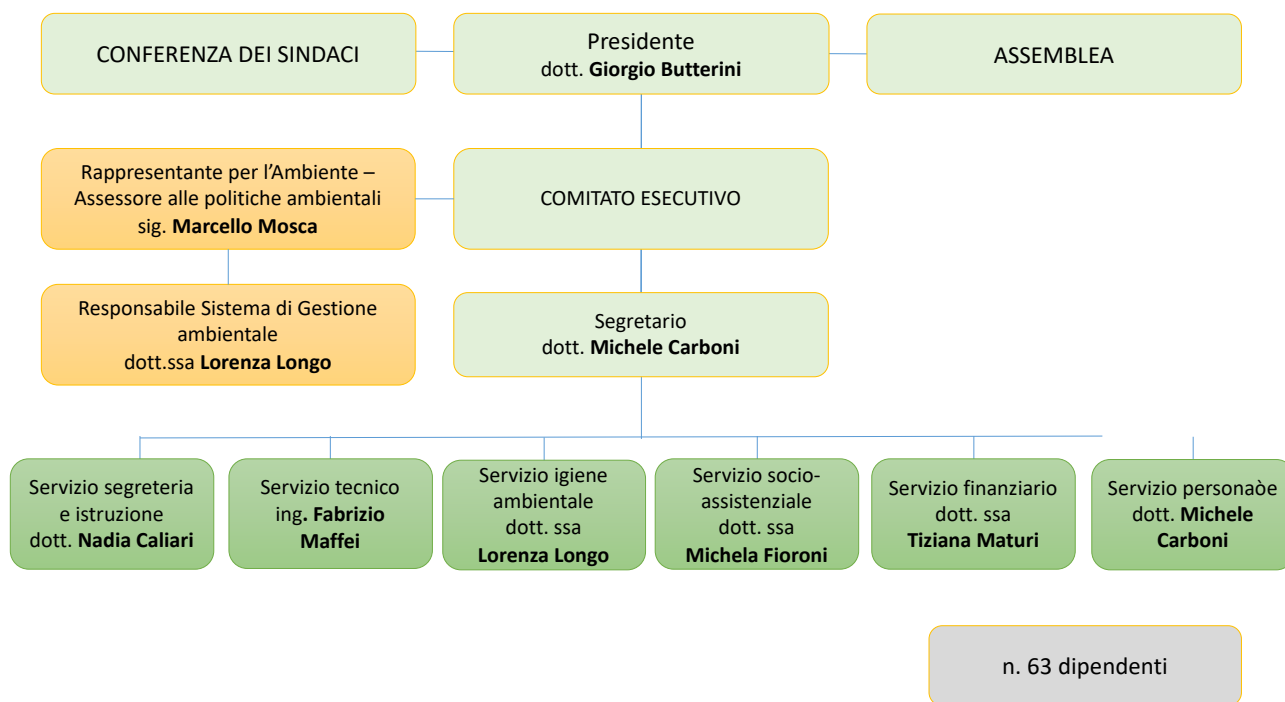 CONFERENZA DEI SINDACI
Presidente
dott. Giorgio Butterini
ASSEMBLEA
Rappresentante per l'Ambiente –
Assessore alle politiche ambientali
sig. Marcello Mosca
COMITATO ESECUTIVO
Responsabile Sistema di Gestione
ambientale
dott.ssa Lorenza Longo
Segretario
dott. Michele Carboni
Servizio segreteria
e istruzione
dott. Nadia Caliari
Servizio tecnico
ing. Fabrizio
Maffei
Servizio igiene
ambientale
dott. ssa
Lorenza Longo
Servizio socio-
assistenziale
dott. ssa
Michela Fioroni
Servizio finanziario
dott. ssa
Tiziana Maturi
Servizio personaòe
dott. Michele
Carboni
n. 63 dipendenti